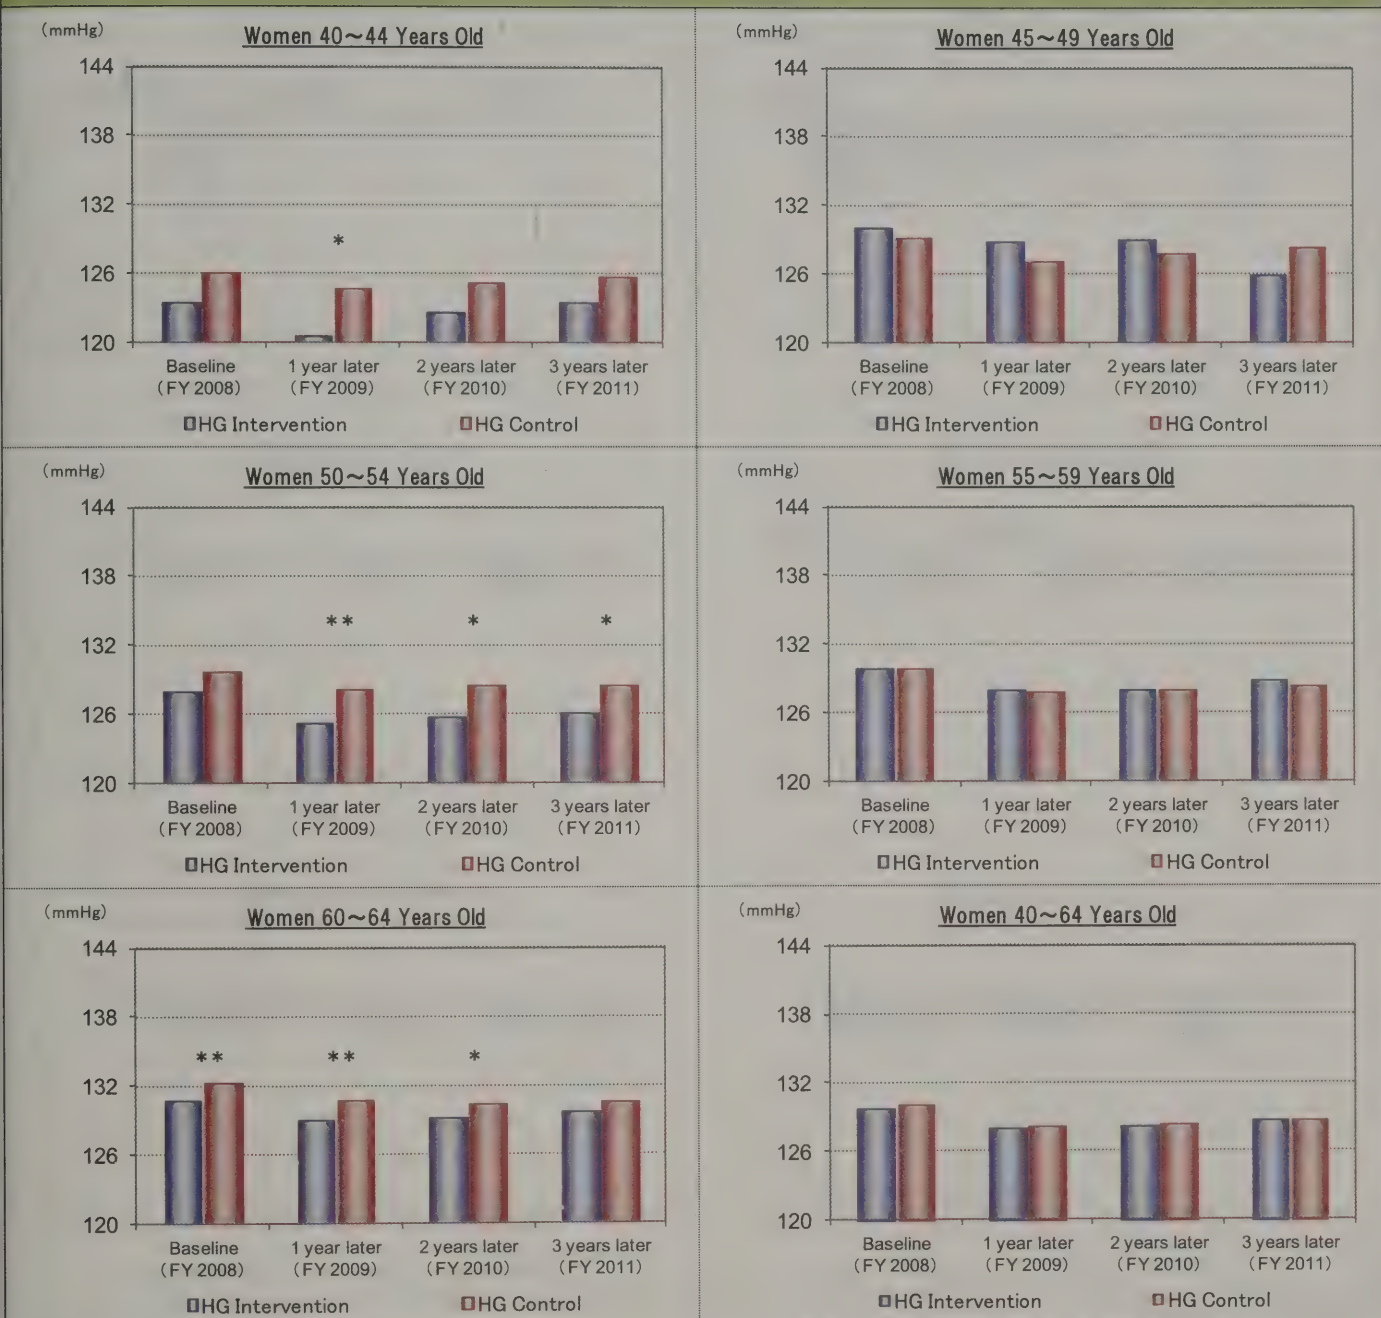 (mmHg)
Women 40～44 Years Old
144
138
132
126
120
*
Baseline
(FY 2008)
1 year later
(FY 2009)
2 years later
(FY 2010)
3 years later
(FY 2011)
HG Intervention
HG Control
(mmHg)
Women 45～49 Years Old
144
138
132
126
120
Baseline
(FY 2008)
1 year later
(FY 2009)
2 years later
(FY 2010)
3 years later
(FY 2011)
HG Intervention
HG Control
(mmHg)
Women 50～54 Years Old
144
138
132
126
120
**
*
*
Baseline
(FY 2008)
1 year later
(FY 2009)
2 years later
(FY 2010)
3 years later
(FY 2011)
HG Intervention
HG Control
(mmHg)
Women 55～59 Years Old
144
138
132
126
120
Baseline
(FY 2008)
1 year later
(FY 2009)
2 years later
(FY 2010)
3 years later
(FY 2011)
HG Intervention
HG Control
(mmHg)
Women 60～64 Years Old
144
138
132
126
120
**
**
*
Baseline
(FY 2008)
1 year later
(FY 2009)
2 years later
(FY 2010)
3 years later
(FY 2011)
HG Intervention
HG Control
(mmHg)
Women 40～64 Years Old
144
138
132
126
120
Baseline
(FY 2008)
1 year later
(FY 2009)
2 years later
(FY 2010)
3 years later
(FY 2011)
HG Intervention
HG Control